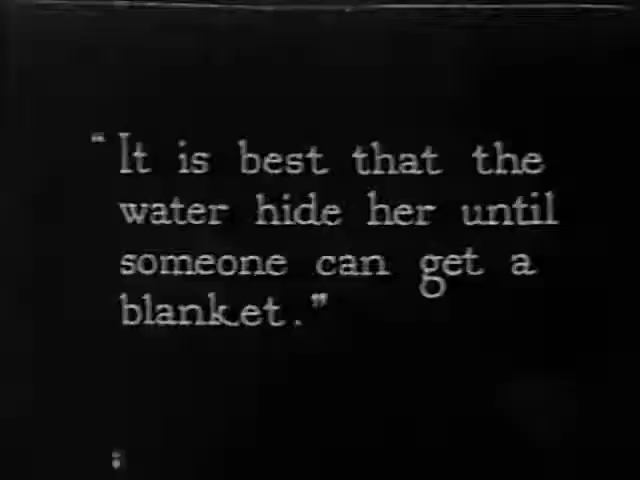 “It is best that the
water hide her until
someone can get a
blanket.”